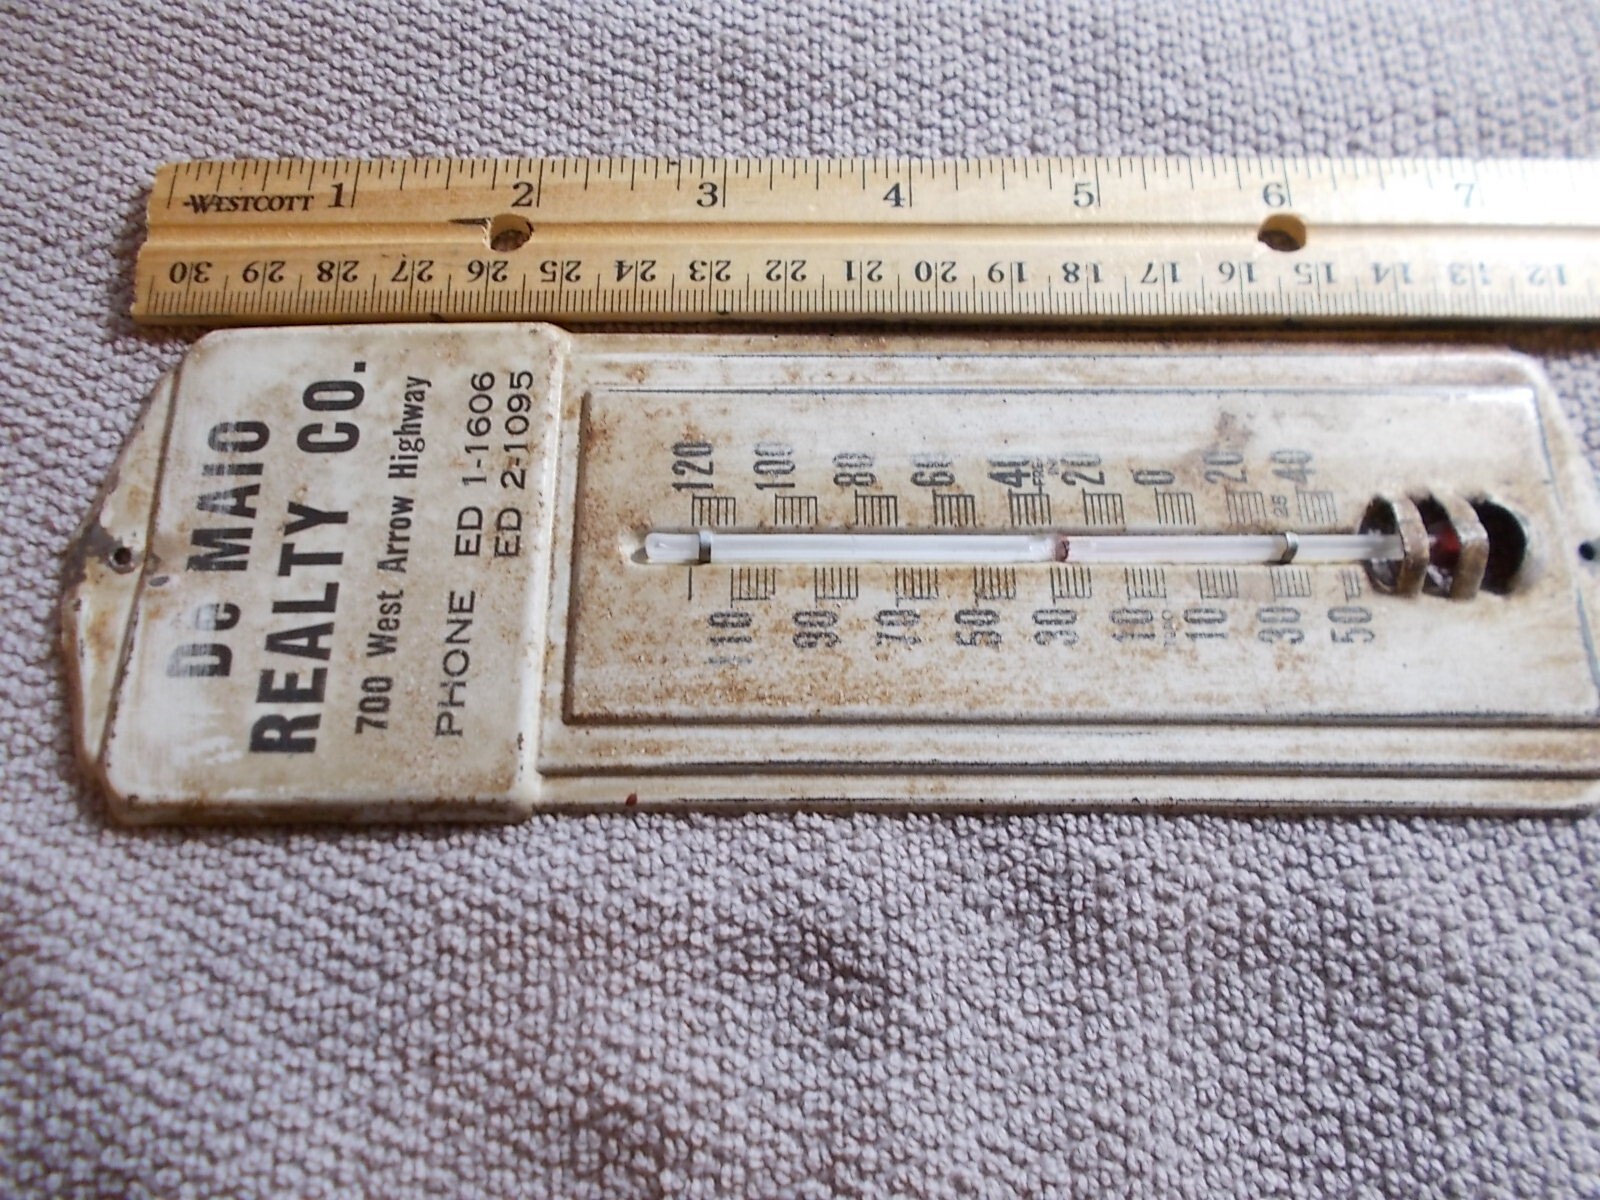 WESTCOTT
1 2 3 4 5 6 7
30 29 28 27 26 25 24 23 22 21 20 19 18 17 16 15 14 13 12
De MAIO
REALTY CO.
700 West Arrow Highway
PHONE ED 1-1606
ED 2-1095
120 100 80 60 40 20 0 20 40
110 90 70 50 30 10 10 30 50